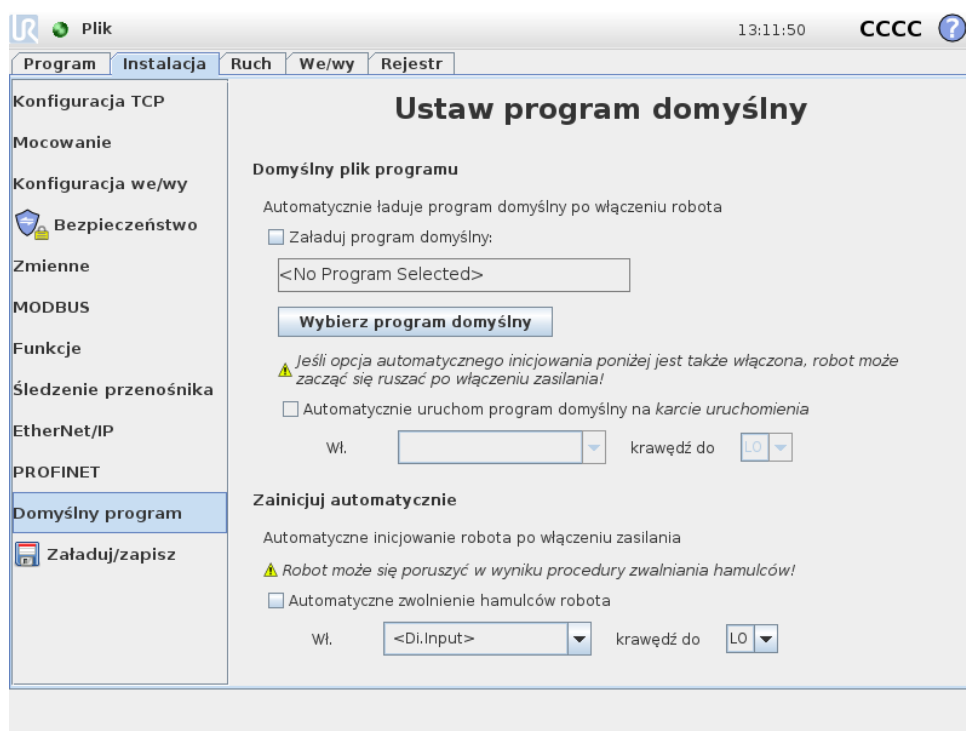 UR Plik 13:11:50 CCCC ?
Program Instalacja Ruch We/wy Rejestr
Konfiguracja TCP
Mocowanie
Konfiguracja we/wy
Bezpieczeństwo
Zmienne
MODBUS
Funkcje
Śledzenie przenośnika
EtherNet/IP
PROFINET
Domyślny program
Załaduj/zapisz
Ustaw program domyślny
Domyślny plik programu
Automatycznie ładuje program domyślny po włączeniu robota
Załaduj program domyślny:
<No Program Selected>
Wybierz program domyślny
Jeśli opcja automatycznego inicjowania poniżej jest także włączona, robot może
zacząć się ruszać po włączeniu zasilania!
Automatycznie uruchom program domyślny na karcie uruchomienia
Wł. krawędź do LO
Zainicjuj automatycznie
Automatyczne inicjowanie robota po włączeniu zasilania
Robot może się poruszyć w wyniku procedury zwalniania hamulców!
Automatyczne zwolnienie hamulców robota
Wł. <Di.Input> krawędź do LO